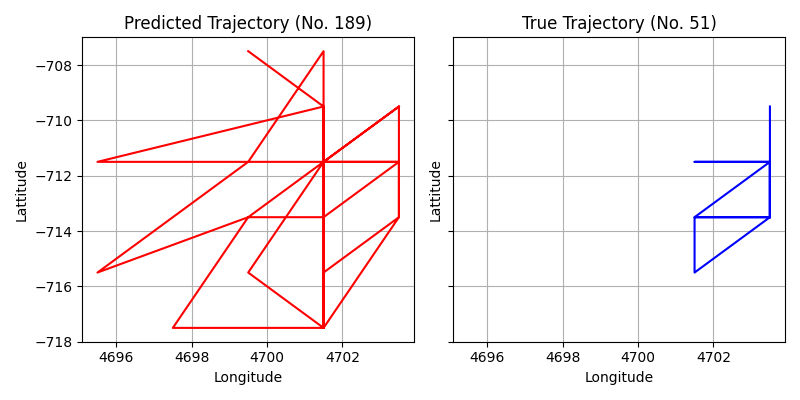 Predicted Trajectory (No. 189)
True Trajectory (No. 51)
−708
−710
−712
−714
−716
−718
Lattitude
Lattitude
4696 4698 4700 4702
4696 4698 4700 4702
Longitude
Longitude